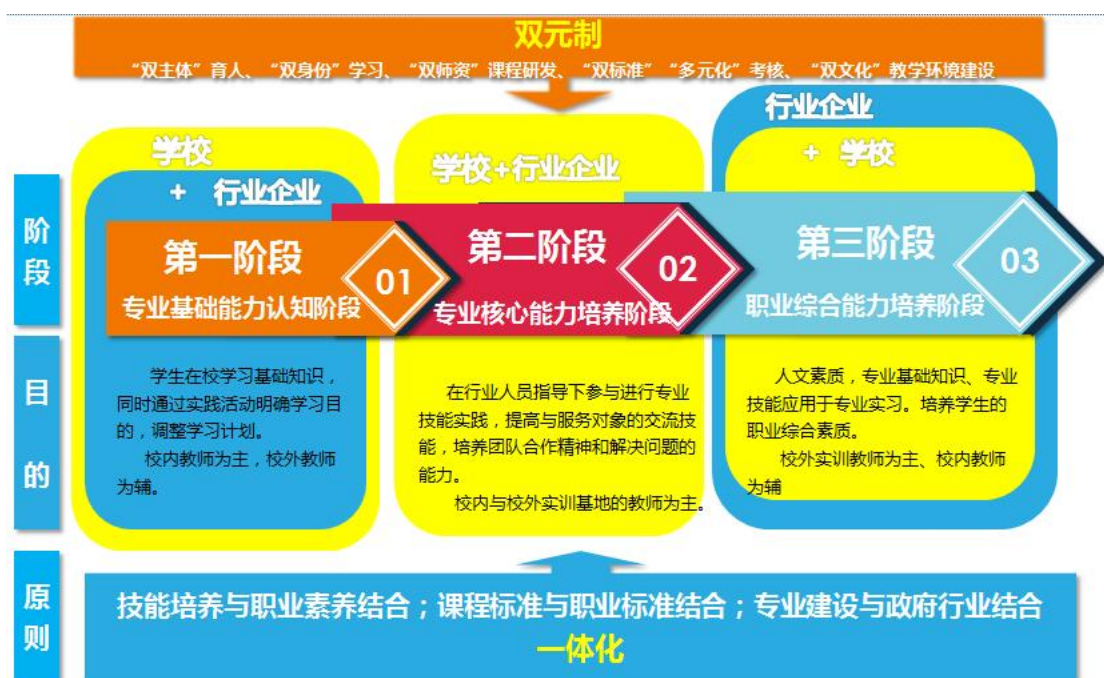 双元制
“双主体”育人、“双身份”学习、“双师资”课程研发、“双标准”“多元化”考核、“双文化”教学环境建设
学校
+ 行业企业
学校+行业企业
行业企业
+ 学校
阶段
第一阶段
01
专业基础能力认知阶段
第二阶段
02
专业核心能力培养阶段
第三阶段
03
职业综合能力培养阶段
目的
学生在校学习基础知识，
同时通过实践活动明确学习目
的，调整学习计划。
校内教师为主，校外教师
为辅。
在行业人员指导下参与进行专业
技能实践，提高与服务对象的交流技
能，培养团队合作精神和解决问题的
能力。
校内与校外实训基地的教师为主。
人文素质，专业基础知识、专业
技能应用于专业实习。培养学生的
职业综合素质。
校外实训教师为主、校内教师
为辅
原则
技能培养与职业素养结合；课程标准与职业标准结合；专业建设与政府行业结合
一体化